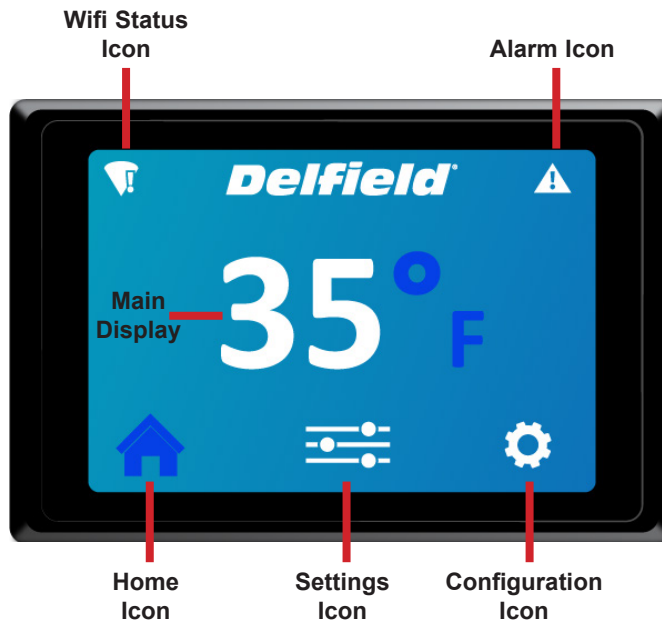 Wifi Status
Icon
Alarm Icon
Delfield
Main
Display
35°F
Home
Icon
Settings
Icon
Configuration
Icon